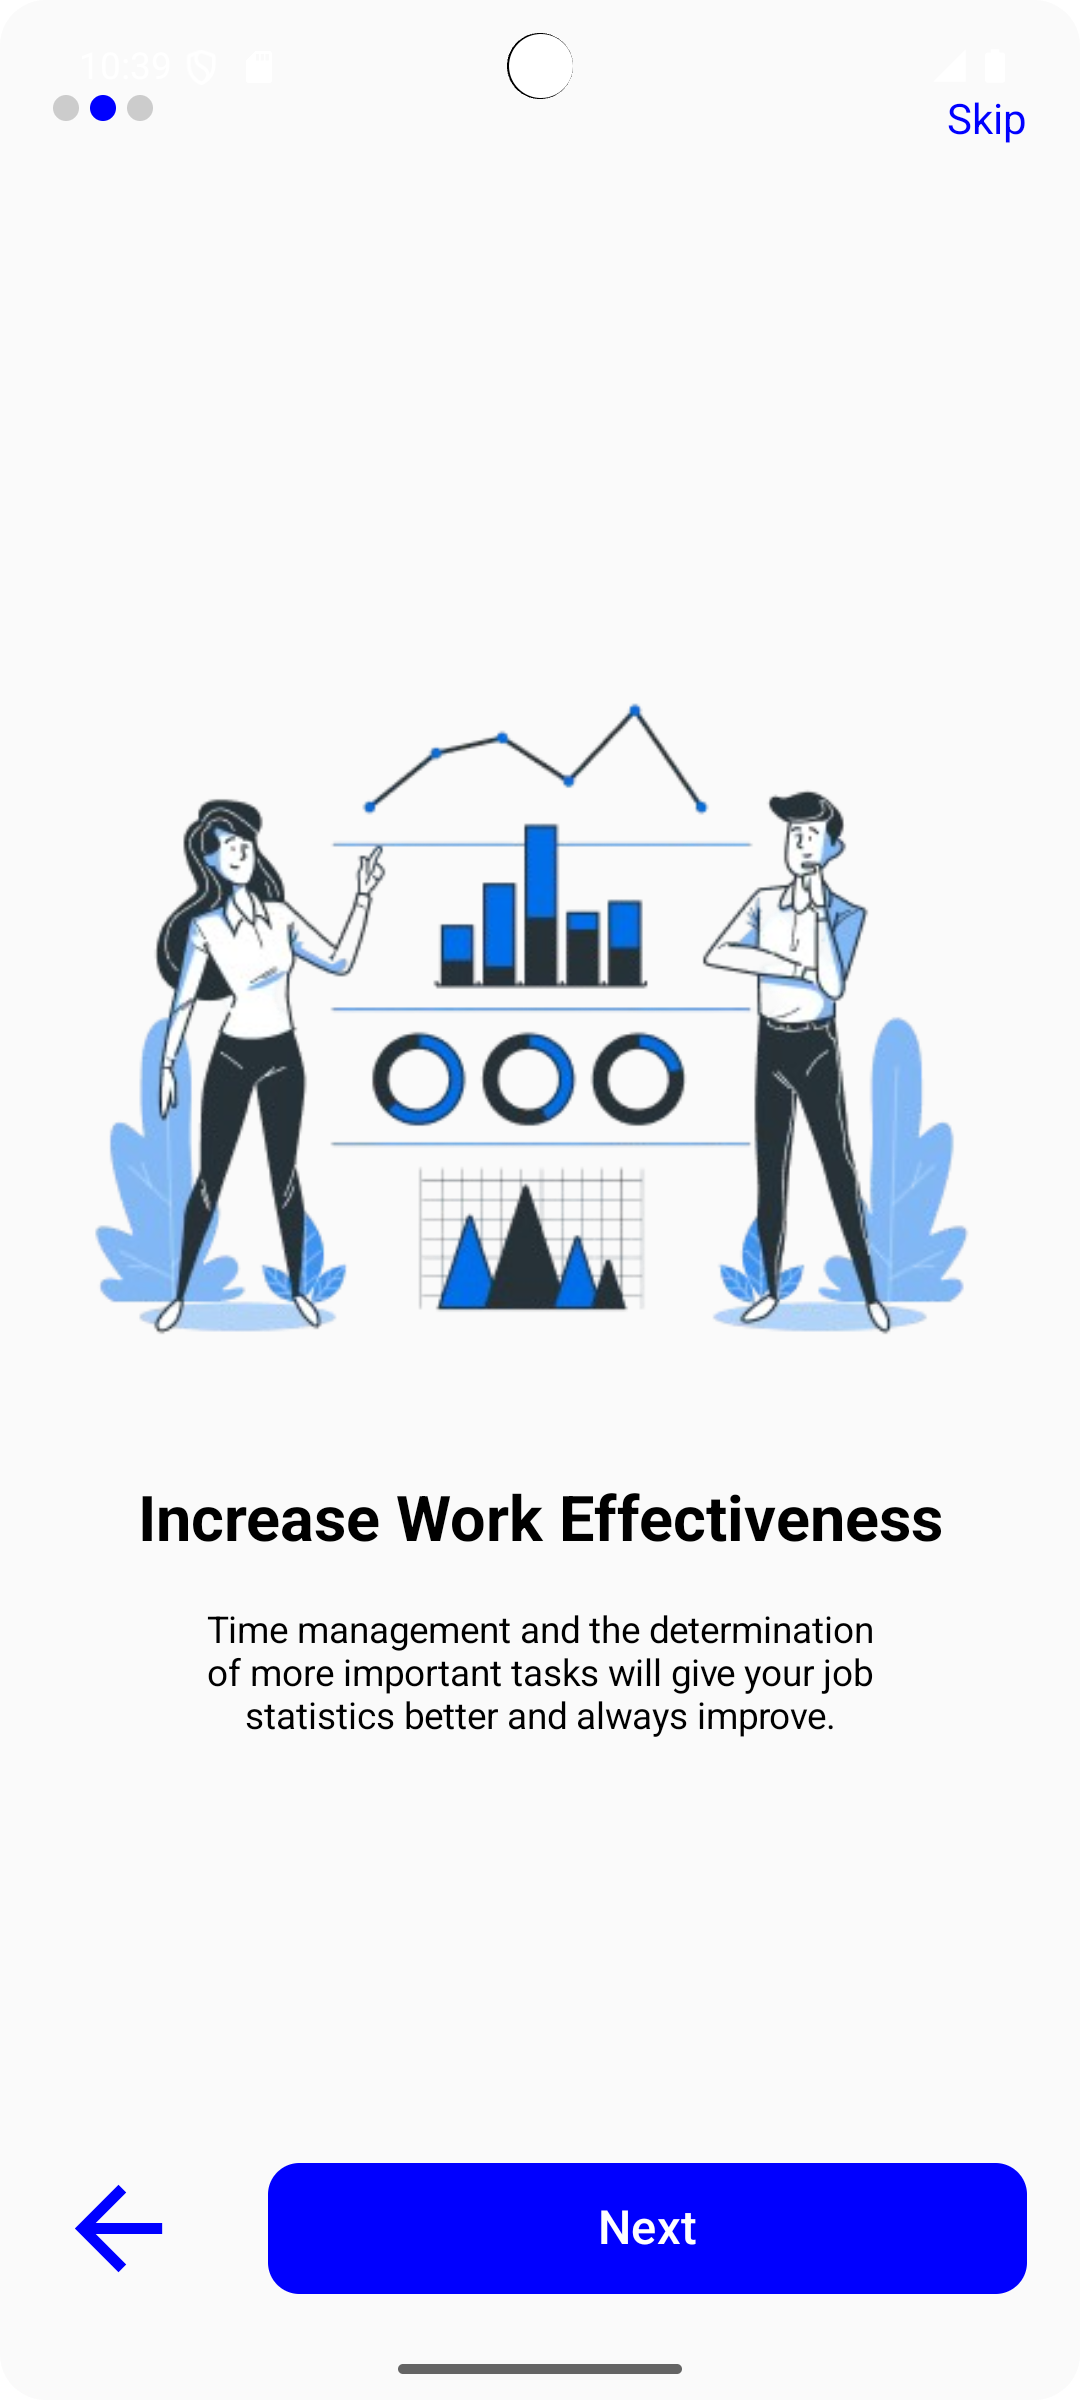 10:39
Skip
Increase Work Effectiveness
Time management and the determination
of more important tasks will give your job
statistics better and always improve.
Next